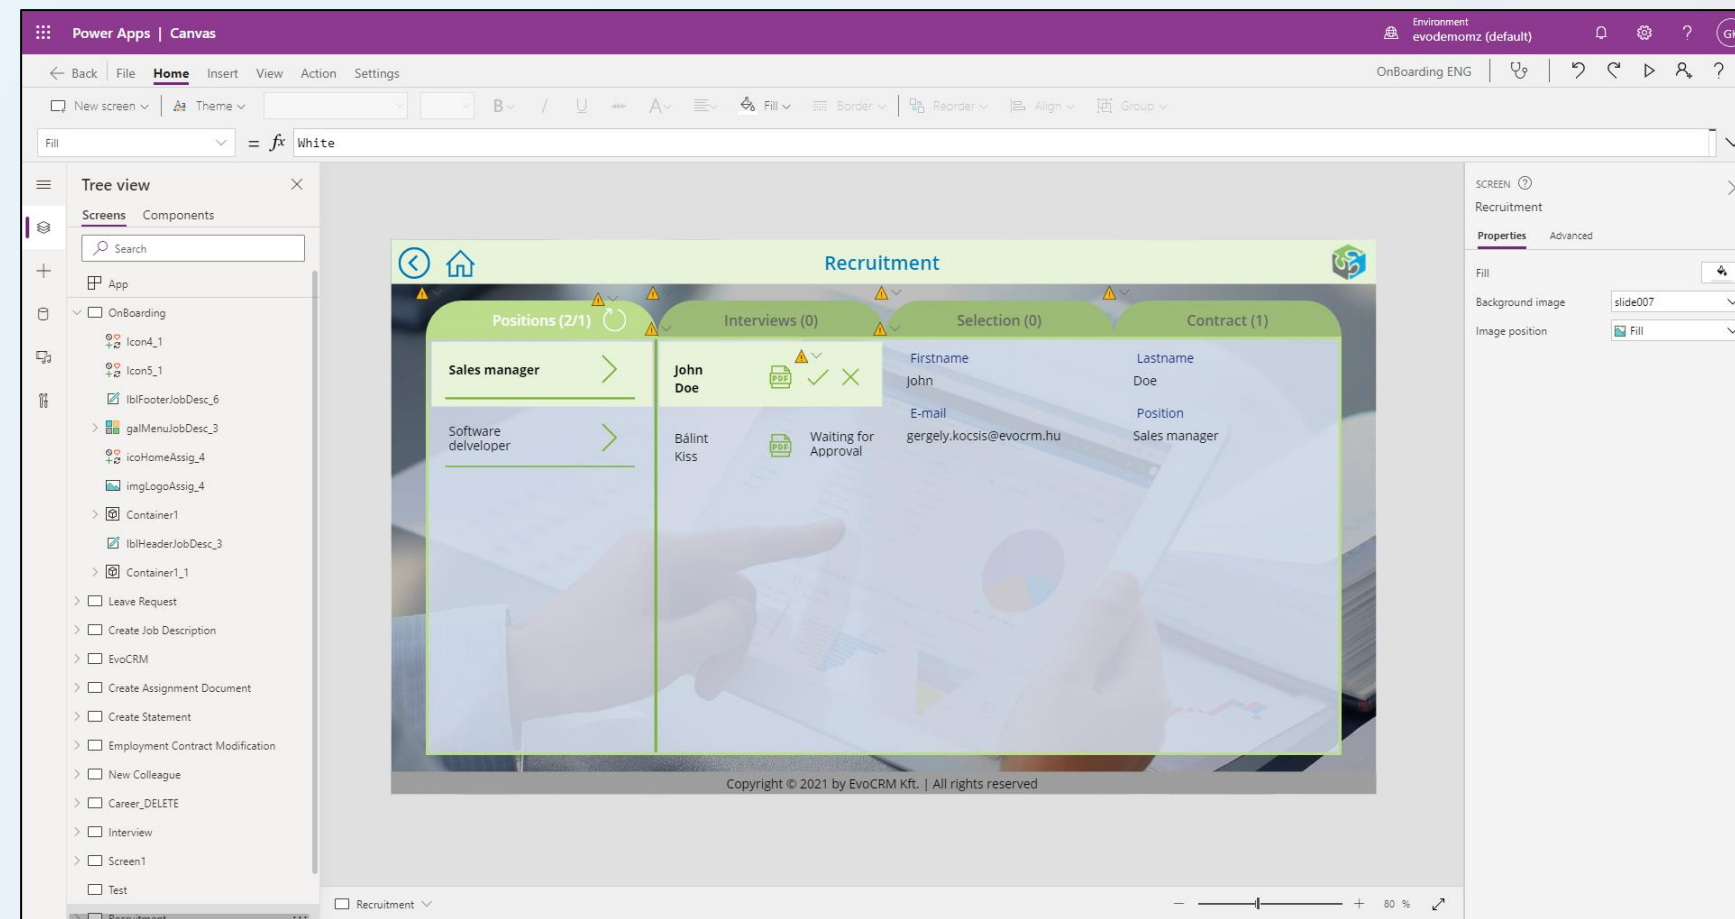 Power Apps | Canvas
Environment
evodemomz (default)
GK
Back File Home Insert View Action Settings
OnBoarding ENG
New screen Theme B / U abc A Fill Border Reorder Align Group
Fill = fx White
Tree view
Screens Components
Search
App
OnBoarding
Icon4_1
Icon5_1
lblFooterJobDesc_6
galMenuJobDesc_3
icoHomeAssig_4
imgLogoAssig_4
Container1
lblHeaderJobDesc_3
Container1_1
Leave Request
Create Job Description
EvoCRM
Create Assignment Document
Create Statement
Employment Contract Modification
New Colleague
Career_DELETE
Interview
Screen1
Test
Recruitment
Recruitment
Positions (2/1) Interviews (0) Selection (0) Contract (1)
Sales manager
Software
delveloper
John
Doe
PDF
Bálint
Kiss
PDF
Waiting for
Approval
Firstname Lastname
John Doe
E-mail Position
gergely.kocsis@evocrm.hu Sales manager
Copyright © 2021 by EvoCRM Kft. | All rights reserved
Recruitment
80 %
SCREEN
Recruitment
Properties Advanced
Fill
Background image slide007
Image position Fill